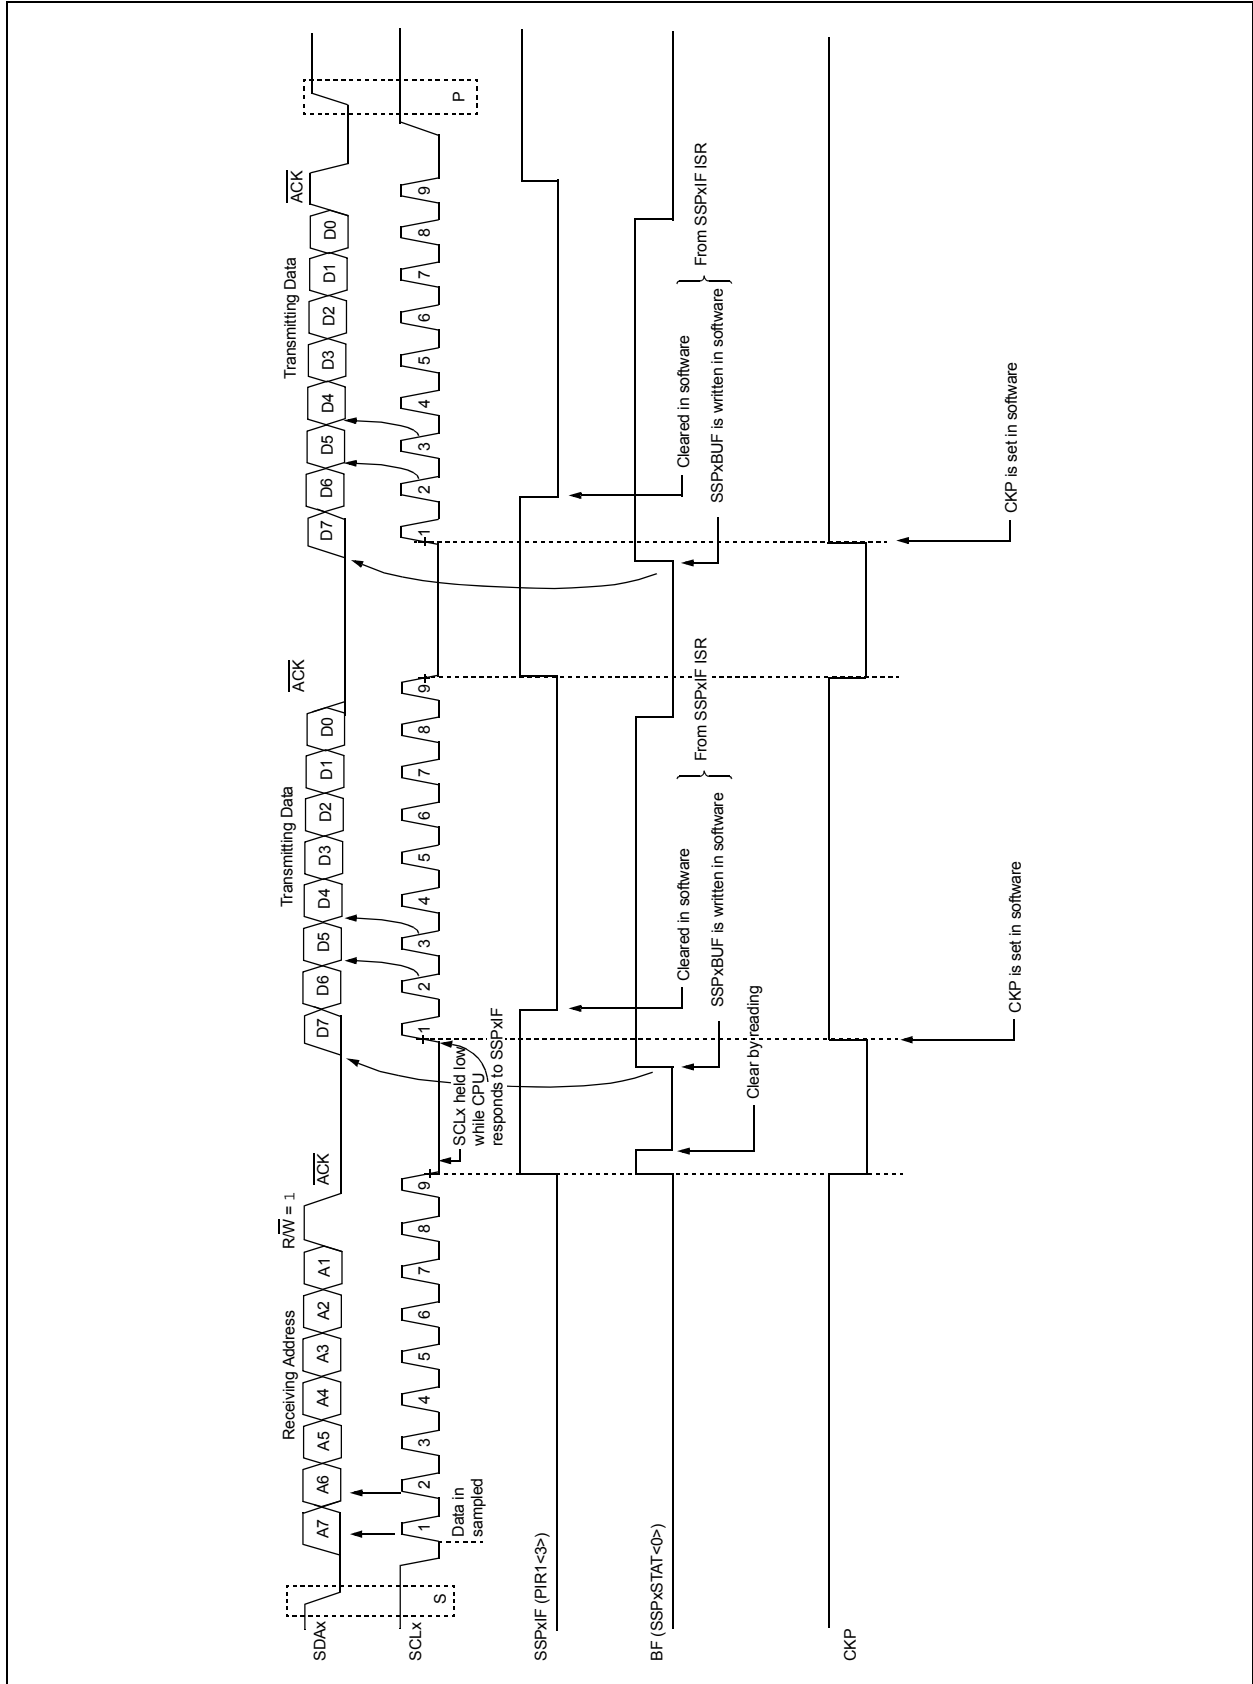 Receiving Address
R/W = 1
ACK
Transmitting Data
ACK
Transmitting Data
ACK
SDAx
A7
A6
A5
A4
A3
A2
A1
D7
D6
D5
D4
D3
D2
D1
D0
D7
D6
D5
D4
D3
D2
D1
D0
SCLx
S
1
2
3
4
5
6
7
8
9
1
2
3
4
5
6
7
8
9
1
2
3
4
5
6
7
8
9
P
Data in
sampled
SCLx held low
while CPU
responds to SSPxIF
SSPxIF (PIR1<3>)
BF (SSPxSTAT<0>)
Cleared in software
Cleared in software
SSPxBUF is written in software
From SSPxIF ISR
SSPxBUF is written in software
From SSPxIF ISR
Clear by reading
CKP
CKP is set in software
CKP is set in software